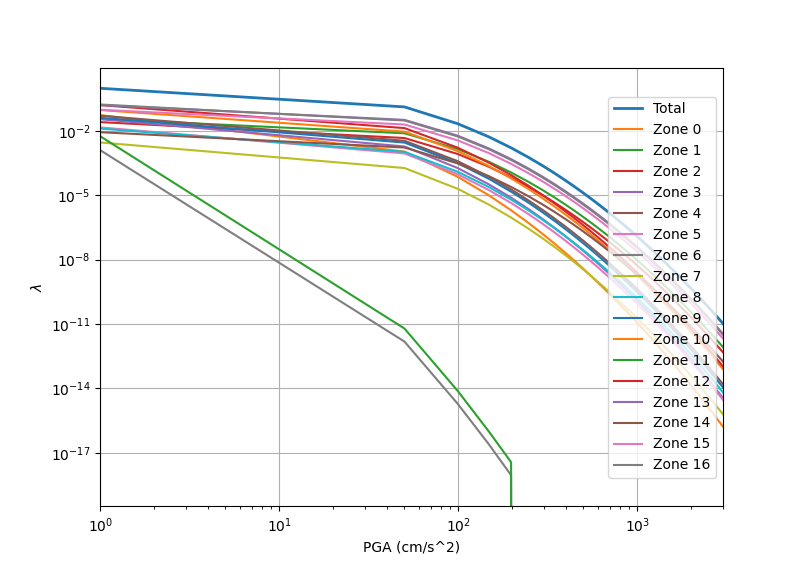 λ
10^−2
10^−5
10^−8
10^−11
10^−14
10^−17
10^0
10^1
10^2
10^3
PGA (cm/s^2)
Total
Zone 0
Zone 1
Zone 2
Zone 3
Zone 4
Zone 5
Zone 6
Zone 7
Zone 8
Zone 9
Zone 10
Zone 11
Zone 12
Zone 13
Zone 14
Zone 15
Zone 16